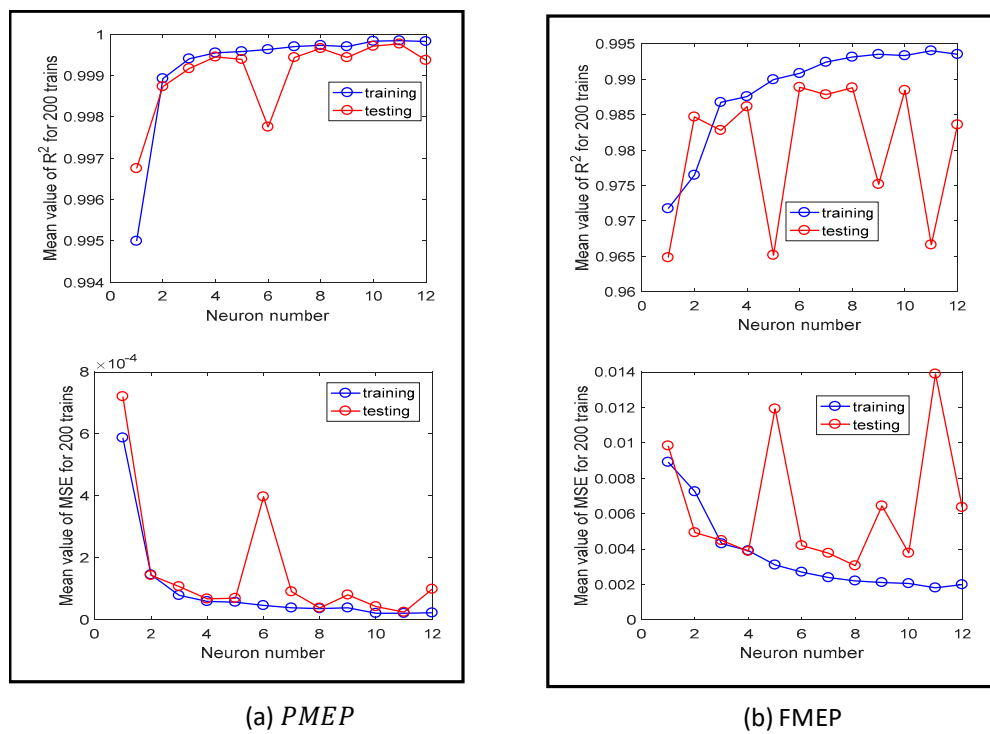 Mean value of R² for 200 trains
1
0.999
0.998
0.997
0.996
0.995
0.994
training
testing
0 2 4 6 8 10 12
Neuron number
Mean value of MSE for 200 trains
× 10⁻⁴
8
6
4
2
0
training
testing
0 2 4 6 8 10 12
Neuron number
(a) PMEP
Mean value of R² for 200 trains
0.995
0.99
0.985
0.98
0.975
0.97
0.965
0.96
training
testing
0 2 4 6 8 10 12
Neuron number
Mean value of MSE for 200 trains
0.014
0.012
0.01
0.008
0.006
0.004
0.002
0
training
testing
0 2 4 6 8 10 12
Neuron number
(b) FMEP